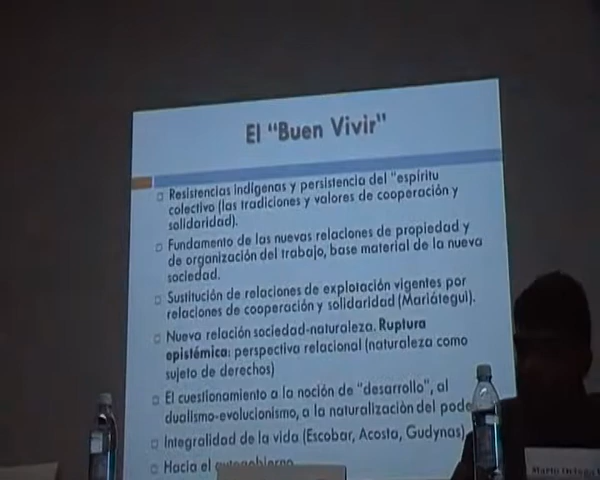 El "Buen Vivir"
Resistencias indígenas y persistencia del "espíritu
colectivo (las tradiciones y valores de cooperación y
solidaridad).
Fundamento de las nuevas relaciones de propiedad y
de organización del trabajo, base material de la nueva
sociedad.
Sustitución de relaciones de explotación vigentes por
relaciones de cooperación y solidaridad (Mariátegui).
Nueva relación sociedad-naturaleza. Ruptura
epistémica: perspectiva relacional (naturaleza como
sujeto de derechos)
El cuestionamiento a la noción de "desarrollo", al
dualismo-evolucionismo, a la naturalización del pode
Integralidad de la vida (Escobar, Acosta, Gudynas)
Hacia el autogobierno
Mario